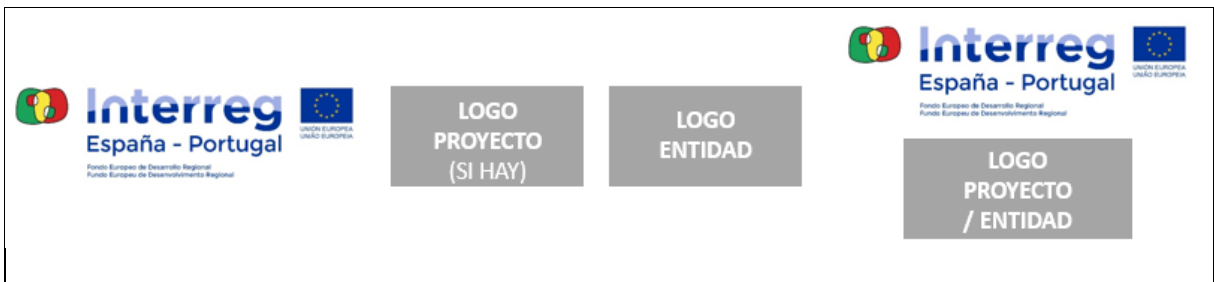 Interreg
España - Portugal
Fondo Europeo de Desarrollo Regional
Fundo Europeu de Desenvolvimento Regional
UNIÓN EUROPEA
UNIÃO EUROPEIA
LOGO
PROYECTO
(SI HAY)
LOGO
ENTIDAD
Interreg
España - Portugal
Fondo Europeo de Desarrollo Regional
Fundo Europeu de Desenvolvimento Regional
UNIÓN EUROPEA
UNIÃO EUROPEIA
LOGO
PROYECTO
/ ENTIDAD